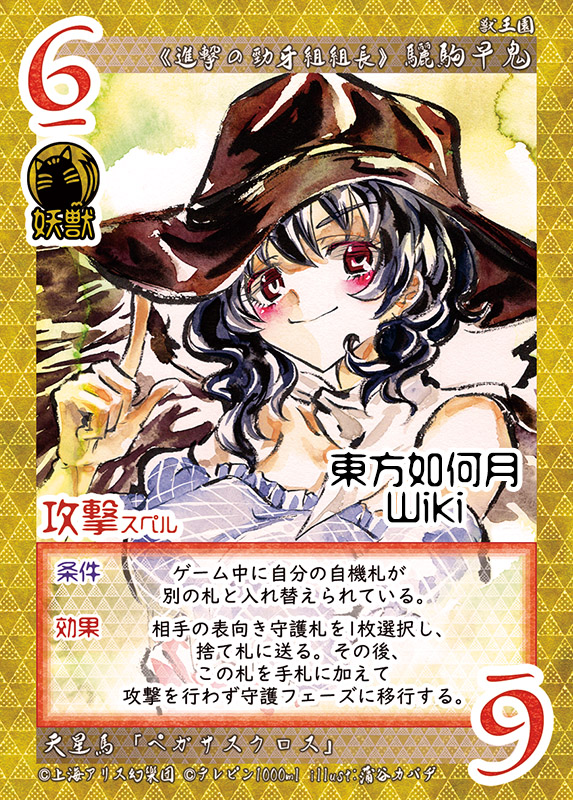 獣王園
6
《進撃の勁牙組組長》 驪駒早鬼
妖獣
東方如何月
Wiki
攻撃スペル
条件
ゲーム中に自分の自機札が
別の札と入れ替えられている。
効果
相手の表向き守護札を1枚選択し、
捨て札に送る。その後、
この札を手札に加えて
攻撃を行わず守護フェーズに移行する。
6
天星馬「ペガサスクロス」
©上海アリス幻樂団 ©テレピン1000ml illust:蒲谷カバヂ